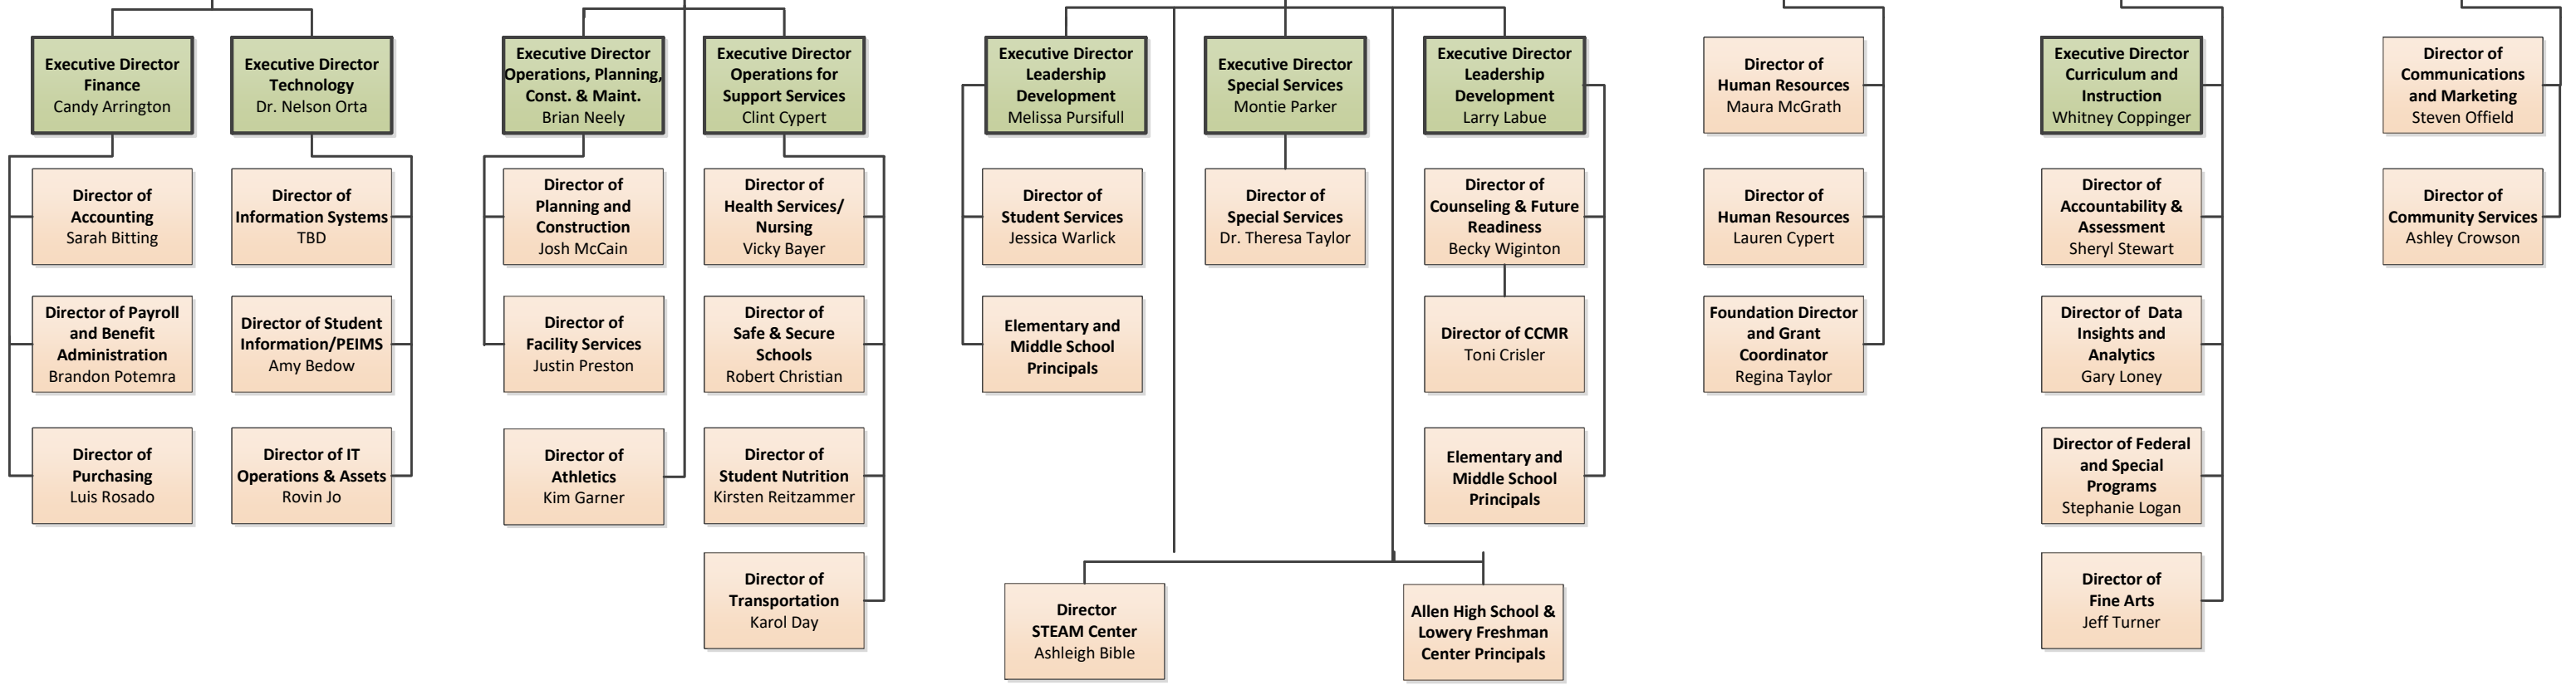 Executive Director
Finance
Candy Arrington
Executive Director
Technology
Dr. Nelson Orta
Executive Director
Operations, Planning,
Const. & Maint.
Brian Neely
Executive Director
Operations for
Support Services
Clint Cypert
Executive Director
Leadership
Development
Melissa Pursifull
Executive Director
Special Services
Montie Parker
Executive Director
Leadership
Development
Larry Labue
Director of
Human Resources
Maura McGrath
Executive Director
Curriculum and
Instruction
Whitney Coppinger
Director of
Communications
and Marketing
Steven Offield
Director of
Accounting
Sarah Bitting
Director of
Information Systems
TBD
Director of
Planning and
Construction
Josh McCain
Director of
Health Services/
Nursing
Vicky Bayer
Director of
Student Services
Jessica Warlick
Director of
Special Services
Dr. Theresa Taylor
Director of
Counseling & Future
Readiness
Becky Wiginton
Director of
Human Resources
Lauren Cypert
Director of
Accountability &
Assessment
Sheryl Stewart
Director of
Community Services
Ashley Crowson
Director of Payroll
and Benefit
Administration
Brandon Potemra
Director of Student
Information/PEIMS
Amy Bedow
Director of
Facility Services
Justin Preston
Director of
Safe & Secure
Schools
Robert Christian
Elementary and
Middle School
Principals
Director of CCMR
Toni Crisler
Foundation Director
and Grant
Coordinator
Regina Taylor
Director of  Data
Insights and
Analytics
Gary Loney
Director of
Purchasing
Luis Rosado
Director of IT
Operations & Assets
Rovin Jo
Director of
Athletics
Kim Garner
Director of
Student Nutrition
Kirsten Reitzammer
Elementary and
Middle School
Principals
Director of Federal
and Special
Programs
Stephanie Logan
Director of
Transportation
Karol Day
Director
STEAM Center
Ashleigh Bible
Allen High School &
Lowery Freshman
Center Principals
Director of
Fine Arts
Jeff Turner